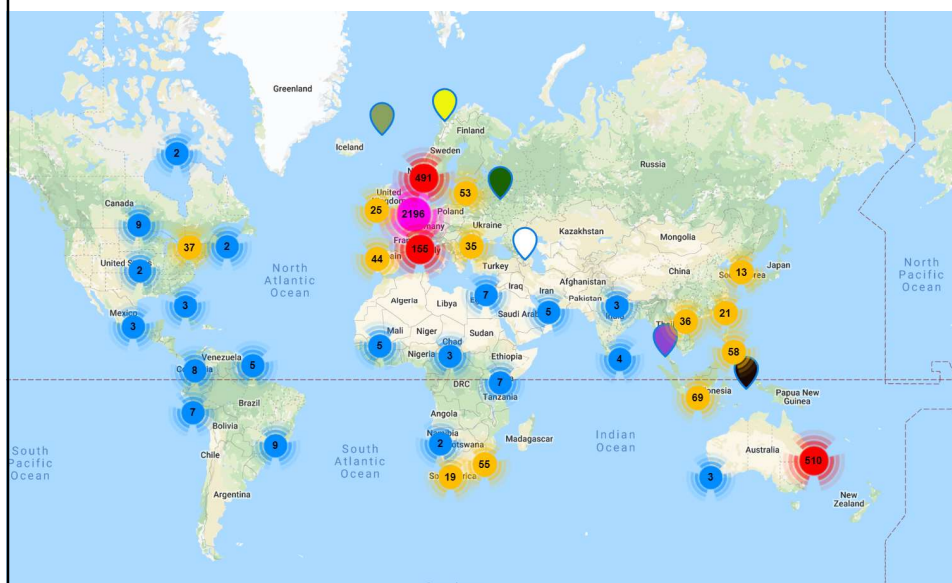 Greenland
Iceland
Finland
Sweden
Russia
2
491
53
United
Canada
25
2196
Poland
9
Ukraine
Kazakhstan
Mongolia
37
2
155
35
44
Turkey
United
2
North
Atlantic
Ocean
China
13
Japan
North
Pacific
Ocean
Iraq
Iran
Afghanistan
Pakistan
Algeria
Libya
7
3
Mexico
3
5
Saudi
3
India
36
21
Mali
Niger
Sudan
5
Chad
3
Nigeria
Ethiopia
4
58
Venezuela
8
5
DRC
7
Tanzania
69
Papua New
Guinea
Brazil
7
Bolivia
Angola
Madagascar
South
Pacific
Ocean
Chile
9
South
Atlantic
Ocean
2
19
55
Indian
Ocean
Australia
510
3
Argentina
New
Zealand